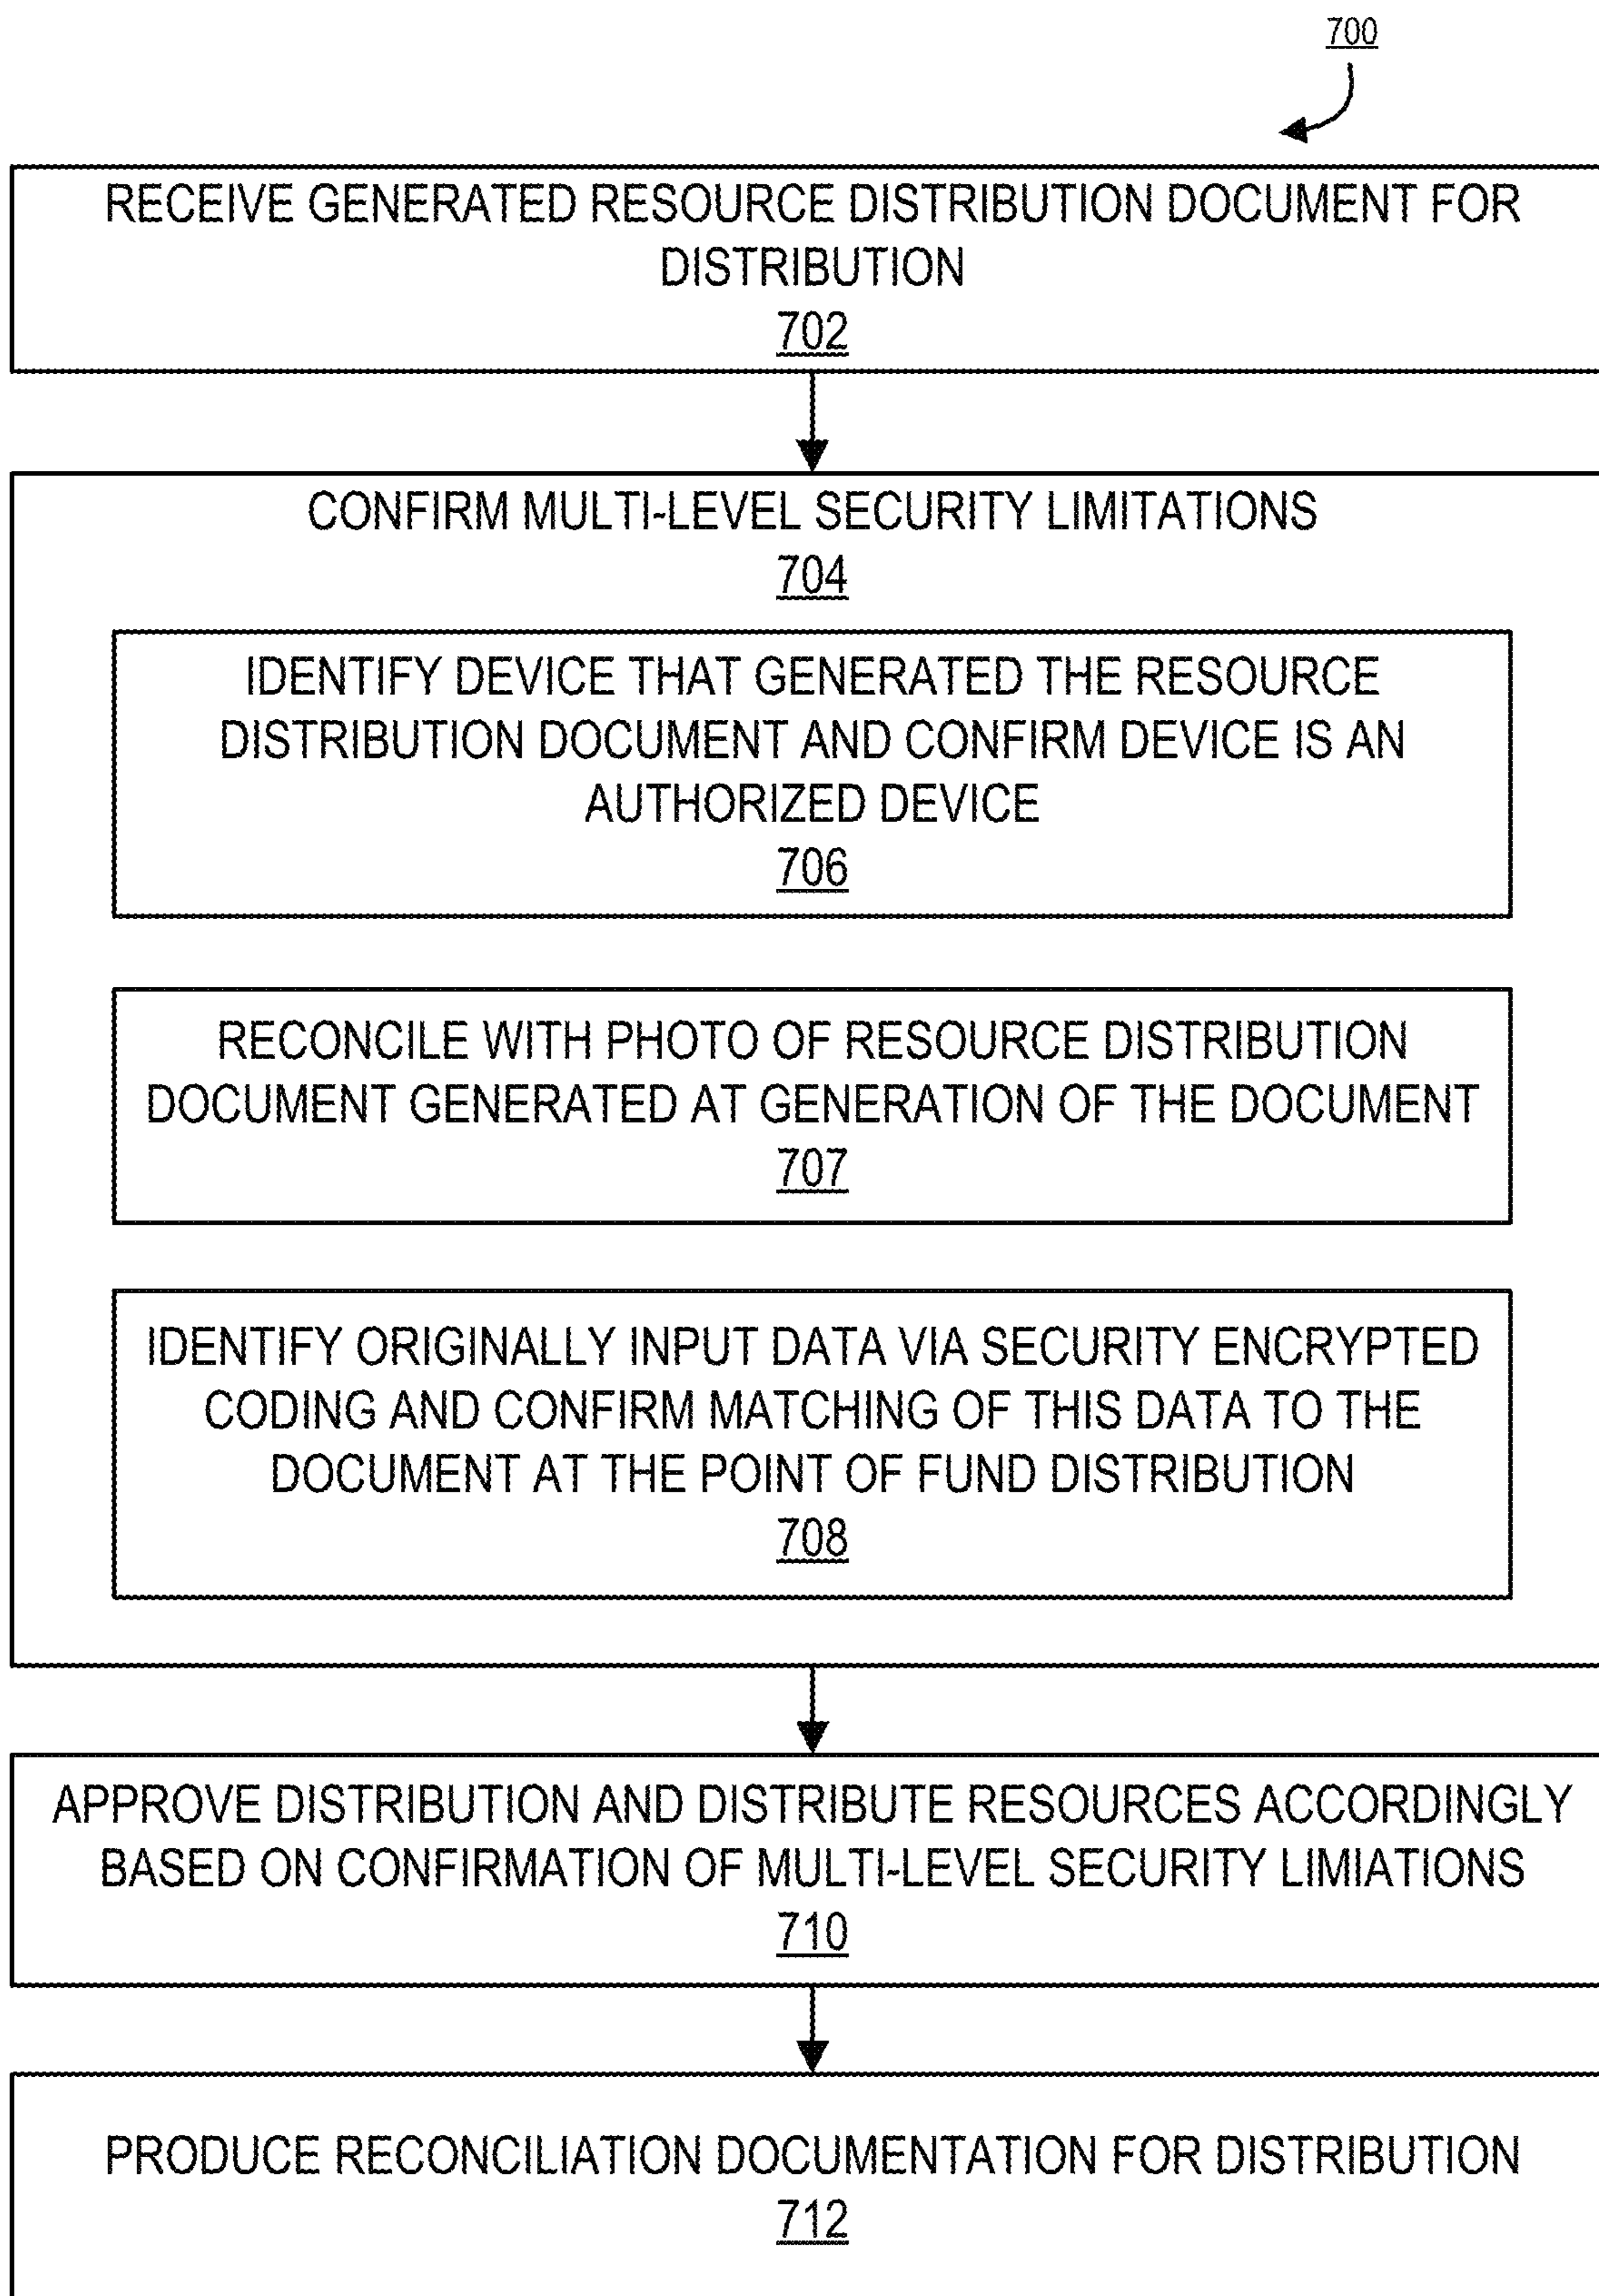 700
RECEIVE GENERATED RESOURCE DISTRIBUTION DOCUMENT FOR
DISTRIBUTION
702
CONFIRM MULTI-LEVEL SECURITY LIMITATIONS
704
IDENTIFY DEVICE THAT GENERATED THE RESOURCE
DISTRIBUTION DOCUMENT AND CONFIRM DEVICE IS AN
AUTHORIZED DEVICE
706
RECONCILE WITH PHOTO OF RESOURCE DISTRIBUTION
DOCUMENT GENERATED AT GENERATION OF THE DOCUMENT
707
IDENTIFY ORIGINALLY INPUT DATA VIA SECURITY ENCRYPTED
CODING AND CONFIRM MATCHING OF THIS DATA TO THE
DOCUMENT AT THE POINT OF FUND DISTRIBUTION
708
APPROVE DISTRIBUTION AND DISTRIBUTE RESOURCES ACCORDINGLY
BASED ON CONFIRMATION OF MULTI-LEVEL SECURITY LIMIATIONS
710
PRODUCE RECONCILIATION DOCUMENTATION FOR DISTRIBUTION
712